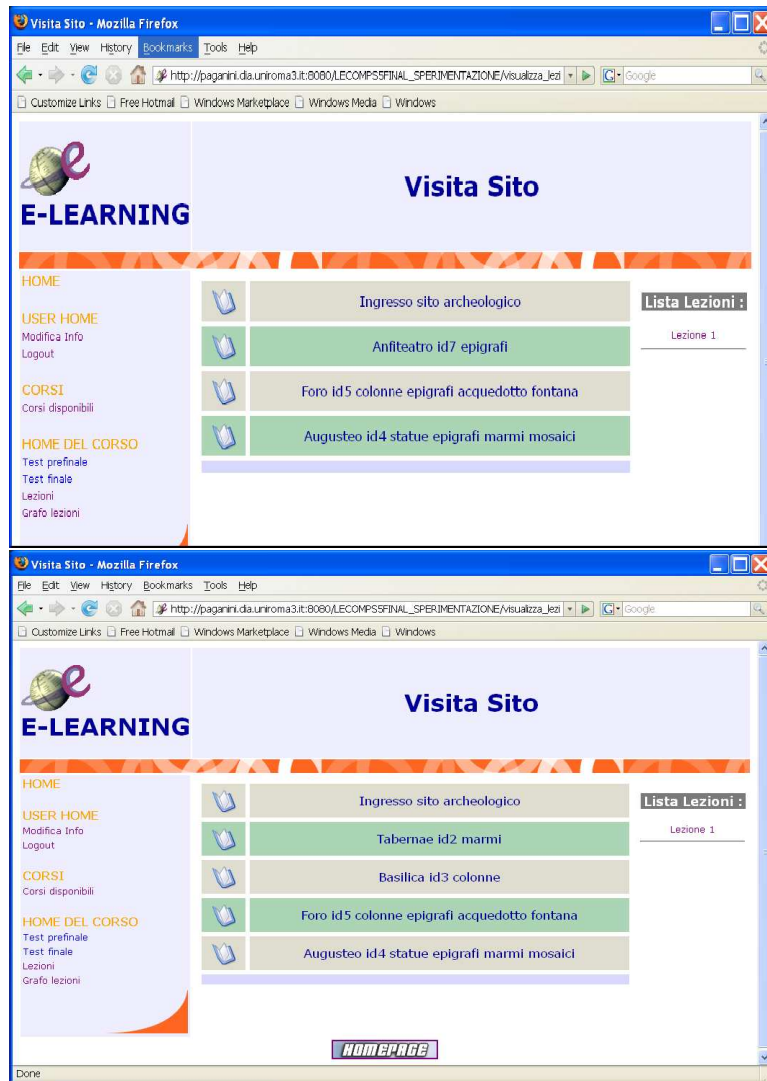 Visita Sito - Mozilla Firefox
File Edit View History Bookmarks Tools Help
http://paganini.dia.uniroma3.it:8080/LECOMPS5FINAL_SPERIMENTAZIONE/visualizza_lezi G Google
Customize Links Free Hotmail Windows Marketplace Windows Media Windows
e
E-LEARNING
Visita Sito
HOME
USER HOME
Modifica Info
Logout
CORSI
Corsi disponibili
HOME DEL CORSO
Test prefinale
Test finale
Lezioni
Grafo lezioni
Ingresso sito archeologico
Anfiteatro id7 epigrafi
Foro id5 colonne epigrafi acquedotto fontana
Augusteo id4 statue epigrafi marmi mosaici
Lista Lezioni :
Lezione 1
Visita Sito - Mozilla Firefox
File Edit View History Bookmarks Tools Help
http://paganini.dia.uniroma3.it:8080/LECOMPS5FINAL_SPERIMENTAZIONE/visualizza_lezi G Google
Customize Links Free Hotmail Windows Marketplace Windows Media Windows
e
E-LEARNING
Visita Sito
HOME
USER HOME
Modifica Info
Logout
CORSI
Corsi disponibili
HOME DEL CORSO
Test prefinale
Test finale
Lezioni
Grafo lezioni
Ingresso sito archeologico
Tabernae id2 marmi
Basilica id3 colonne
Foro id5 colonne epigrafi acquedotto fontana
Augusteo id4 statue epigrafi marmi mosaici
Lista Lezioni :
Lezione 1
HOMEPAGE
Done